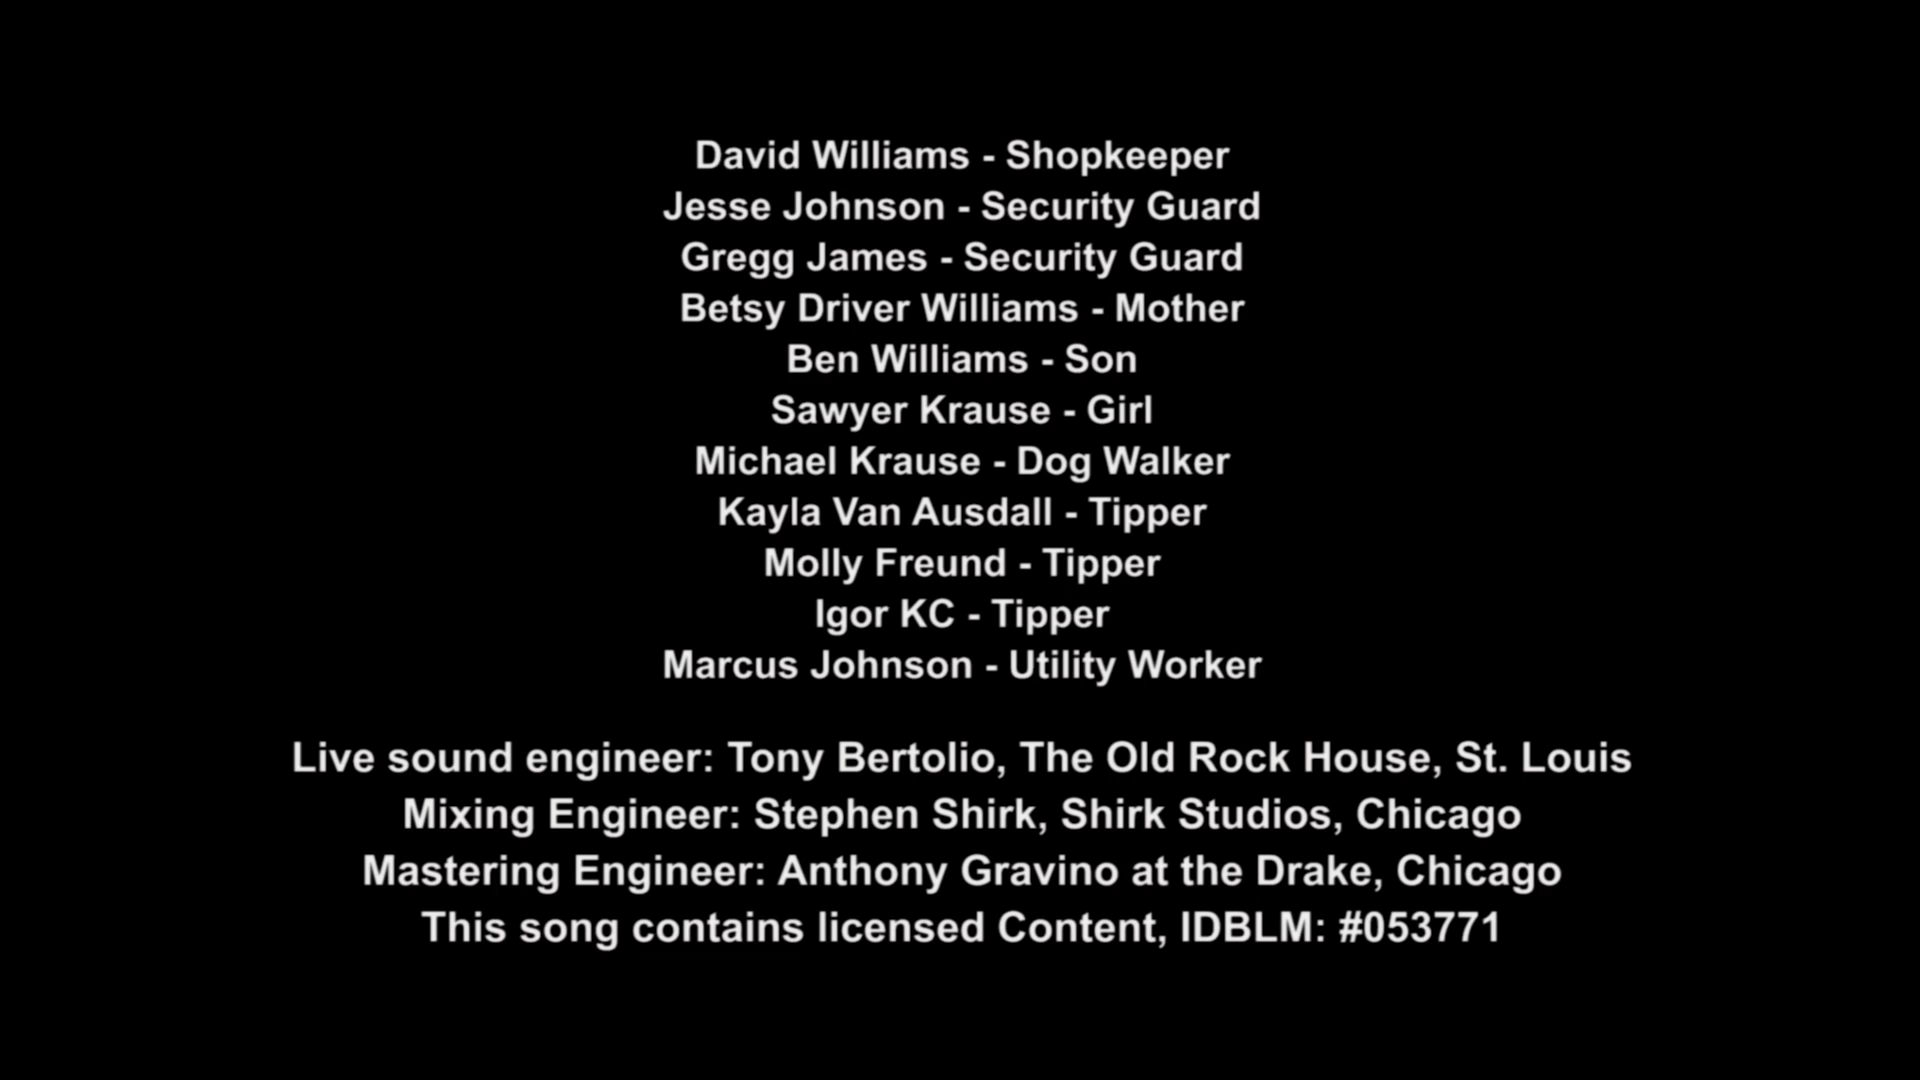 David Williams - Shopkeeper
Jesse Johnson - Security Guard
Gregg James - Security Guard
Betsy Driver Williams - Mother
Ben Williams - Son
Sawyer Krause - Girl
Michael Krause - Dog Walker
Kayla Van Ausdall - Tipper
Molly Freund - Tipper
Igor KC - Tipper
Marcus Johnson - Utility Worker
Live sound engineer: Tony Bertolio, The Old Rock House, St. Louis
Mixing Engineer: Stephen Shirk, Shirk Studios, Chicago
Mastering Engineer: Anthony Gravino at the Drake, Chicago
This song contains licensed Content, IDBLM: #053771